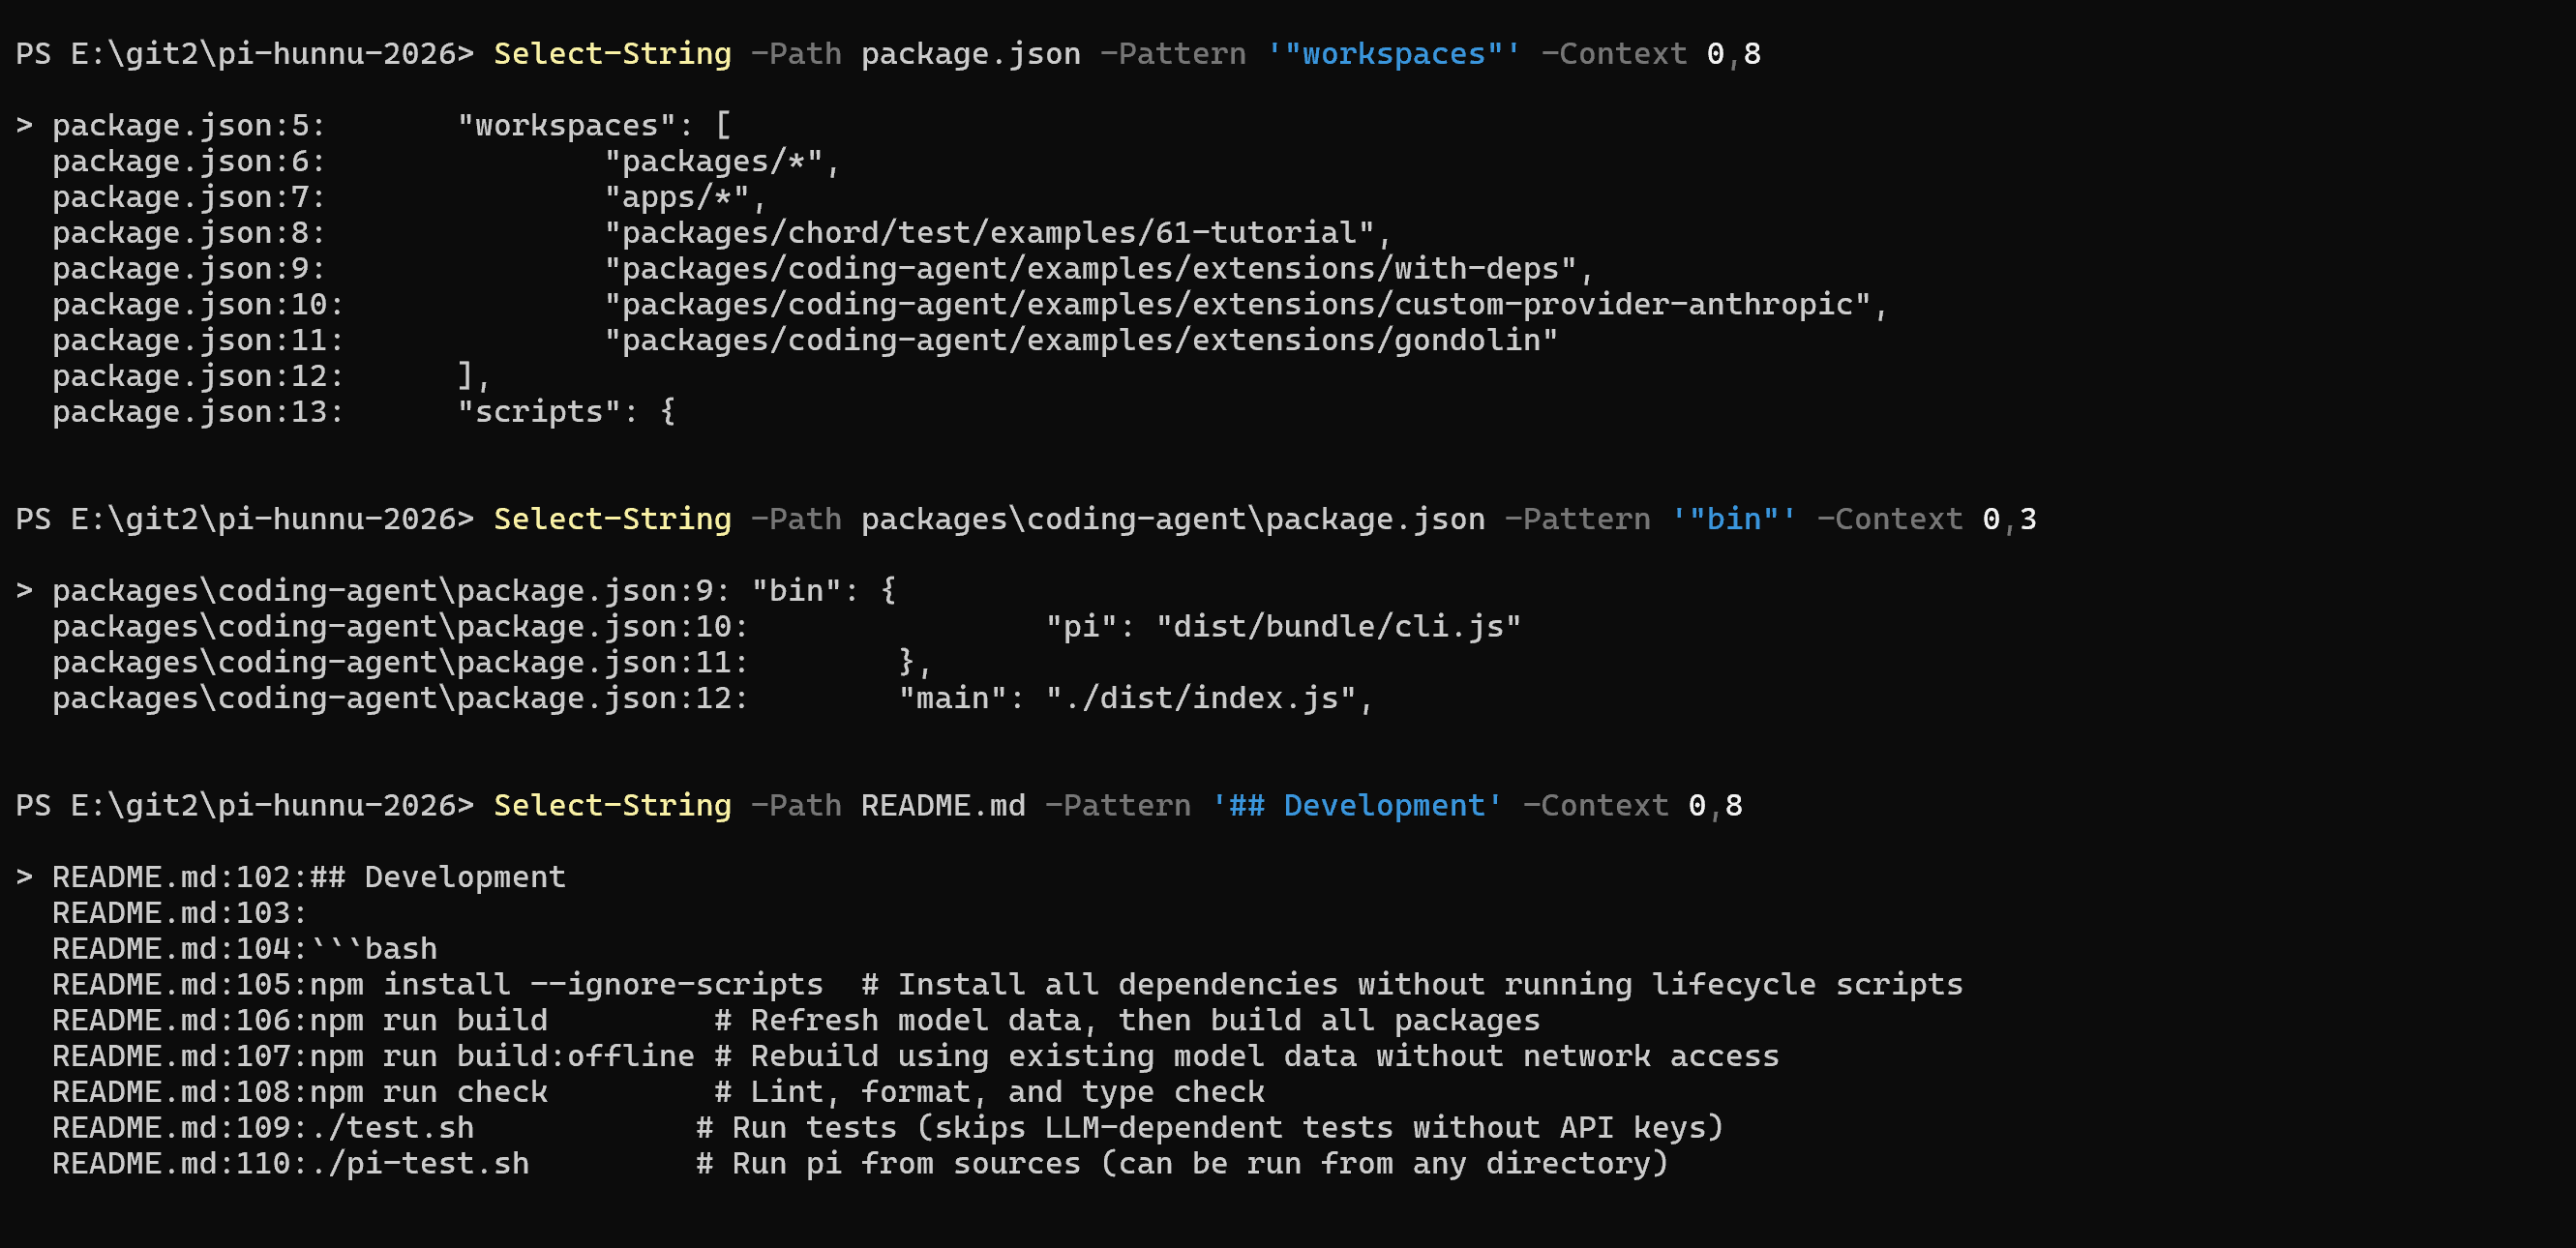 PS E:\git2\pi-hunnu-2026> Select-String -Path package.json -Pattern '"workspaces"' -Context 0,8
> package.json:5:       "workspaces": [
  package.json:6:               "packages/*",
  package.json:7:               "apps/*",
  package.json:8:               "packages/chord/test/examples/61-tutorial",
  package.json:9:               "packages/coding-agent/examples/extensions/with-deps",
  package.json:10:              "packages/coding-agent/examples/extensions/custom-provider-anthropic",
  package.json:11:              "packages/coding-agent/examples/extensions/gondolin"
  package.json:12:      ],
  package.json:13:      "scripts": {
PS E:\git2\pi-hunnu-2026> Select-String -Path packages\coding-agent\package.json -Pattern '"bin"' -Context 0,3
> packages\coding-agent\package.json:9: "bin": {
  packages\coding-agent\package.json:10:                "pi": "dist/bundle/cli.js"
  packages\coding-agent\package.json:11:        },
  packages\coding-agent\package.json:12:        "main": "./dist/index.js",
PS E:\git2\pi-hunnu-2026> Select-String -Path README.md -Pattern '## Development' -Context 0,8
> README.md:102:## Development
  README.md:103:
  README.md:104:```bash
  README.md:105:npm install --ignore-scripts  # Install all dependencies without running lifecycle scripts
  README.md:106:npm run build         # Refresh model data, then build all packages
  README.md:107:npm run build:offline # Rebuild using existing model data without network access
  README.md:108:npm run check         # Lint, format, and type check
  README.md:109:./test.sh            # Run tests (skips LLM-dependent tests without API keys)
  README.md:110:./pi-test.sh         # Run pi from sources (can be run from any directory)